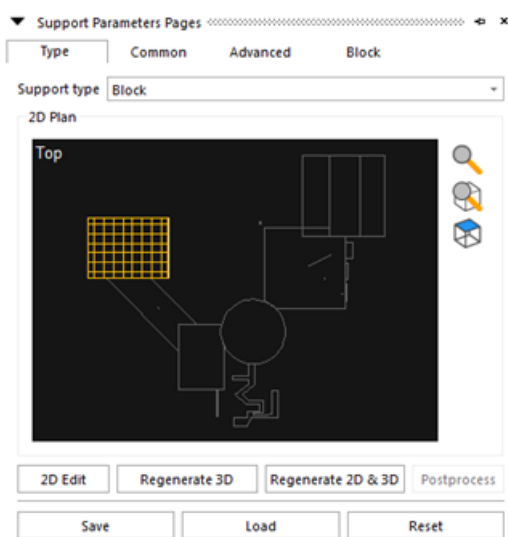 Support Parameters Pages
Type Common Advanced Block
Support type Block
2D Plan
Top
2D Edit Regenerate 3D Regenerate 2D & 3D Postprocess
Save Load Reset